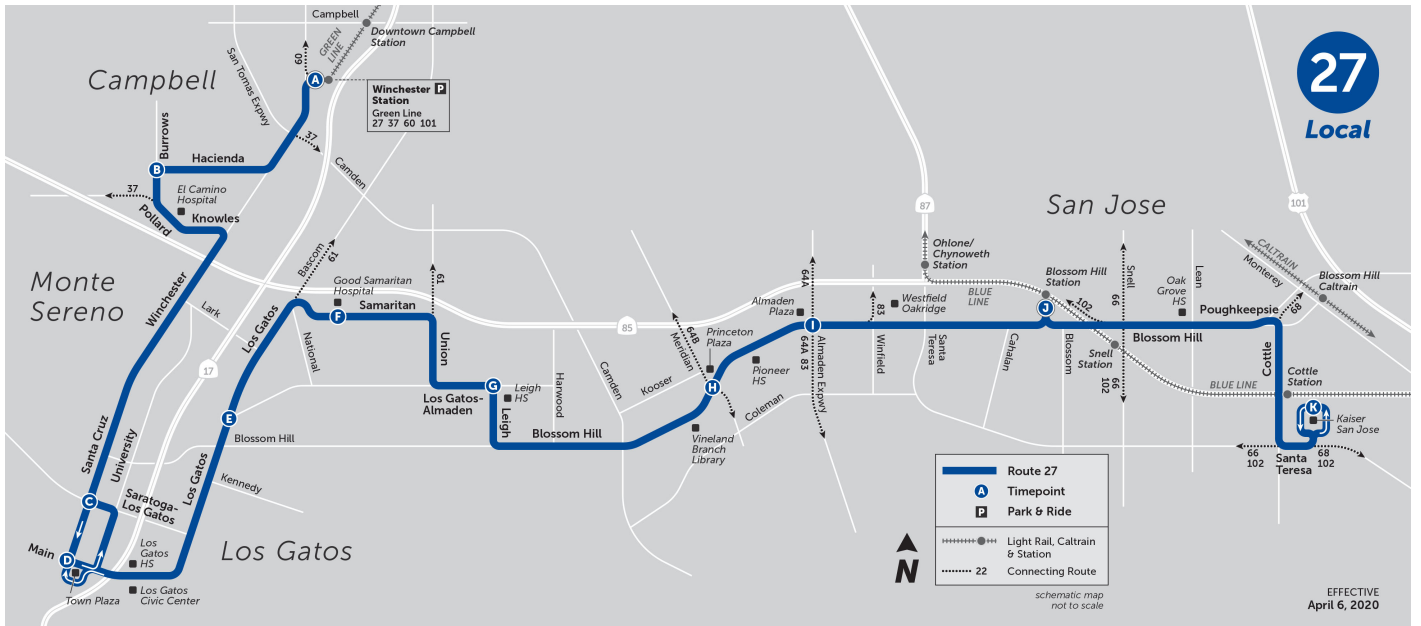 27
Local
Campbell
Monte
Sereno
Los Gatos
San Jose
Campbell
Downtown Campbell
Station
GREEN
LINE
60
San Tomas Expwy
A
Winchester P
Station
Green Line
27 37 60 101
37
Camden
Burrows
B
Hacienda
37
El Camino
Hospital
Pollard
Knowles
Winchester
Lark
17
Santa Cruz
University
C
Saratoga-
Los Gatos
Main
D
Town Plaza
Los
Gatos
HS
Los Gatos
Civic Center
Los Gatos
Kennedy
E
Blossom Hill
Los Gatos
Bascom
61
National
Good Samaritan
Hospital
F
Samaritan
61
Union
Los Gatos-
Almaden
G
Leigh
HS
Leigh
Harwood
Blossom Hill
85
Camden
Kooser
64B
Meridian
Princeton
Plaza
H
Vineland
Branch
Library
Coleman
Pioneer
HS
Almaden
Plaza
64A
I
64A 83
Almaden Expwy
83
Winfield
Westfield
Oakridge
Santa
Teresa
87
Ohlone/
Chynoweth
Station
BLUE
LINE
Cahalan
Blossom Hill
Station
J
102
Blossom
Snell
Station
Snell
66
66
102
Oak
Grove
HS
Lean
Blossom Hill
Poughkeepsie
101
CALTRAIN
Monterey
Blossom Hill
Caltrain
68
Cottle
BLUE LINE
Cottle
Station
K
Kaiser
San Jose
66
102
Santa
Teresa
68
102
Route 27
A Timepoint
P Park & Ride
Light Rail, Caltrain
& Station
22 Connecting Route
N
schematic map
not to scale
EFFECTIVE
April 6, 2020